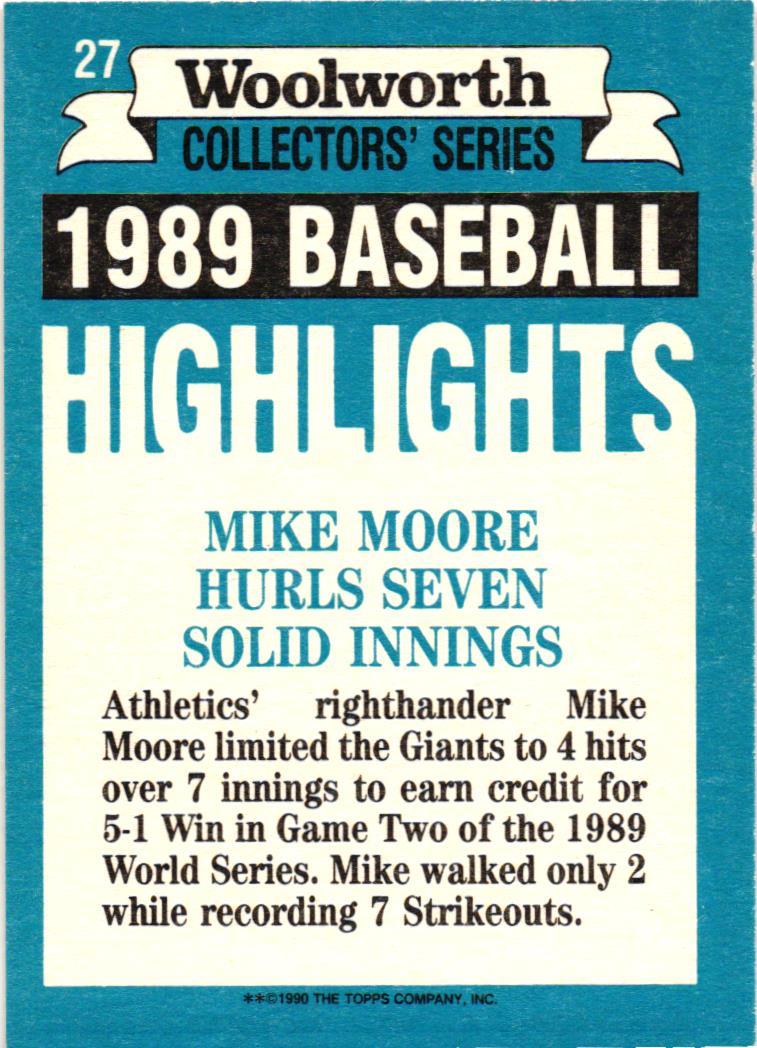 27
Woolworth
COLLECTORS' SERIES
1989 BASEBALL
HIGHLIGHTS
MIKE MOORE
HURLS SEVEN
SOLID INNINGS
Athletics' righthander Mike
Moore limited the Giants to 4 hits
over 7 innings to earn credit for
5-1 Win in Game Two of the 1989
World Series. Mike walked only 2
while recording 7 Strikeouts.
**©1990 THE TOPPS COMPANY, INC.